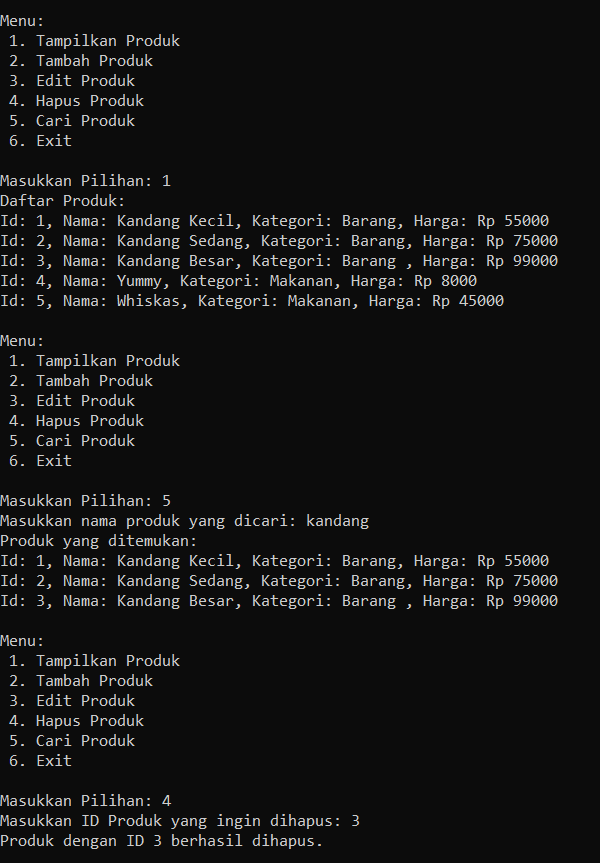 Menu:
 1. Tampilkan Produk
 2. Tambah Produk
 3. Edit Produk
 4. Hapus Produk
 5. Cari Produk
 6. Exit

Masukkan Pilihan: 1
Daftar Produk:
Id: 1, Nama: Kandang Kecil, Kategori: Barang, Harga: Rp 55000
Id: 2, Nama: Kandang Sedang, Kategori: Barang, Harga: Rp 75000
Id: 3, Nama: Kandang Besar, Kategori: Barang , Harga: Rp 99000
Id: 4, Nama: Yummy, Kategori: Makanan, Harga: Rp 8000
Id: 5, Nama: Whiskas, Kategori: Makanan, Harga: Rp 45000

Menu:
 1. Tampilkan Produk
 2. Tambah Produk
 3. Edit Produk
 4. Hapus Produk
 5. Cari Produk
 6. Exit

Masukkan Pilihan: 5
Masukkan nama produk yang dicari: kandang
Produk yang ditemukan:
Id: 1, Nama: Kandang Kecil, Kategori: Barang, Harga: Rp 55000
Id: 2, Nama: Kandang Sedang, Kategori: Barang, Harga: Rp 75000
Id: 3, Nama: Kandang Besar, Kategori: Barang , Harga: Rp 99000

Menu:
 1. Tampilkan Produk
 2. Tambah Produk
 3. Edit Produk
 4. Hapus Produk
 5. Cari Produk
 6. Exit

Masukkan Pilihan: 4
Masukkan ID Produk yang ingin dihapus: 3
Produk dengan ID 3 berhasil dihapus.